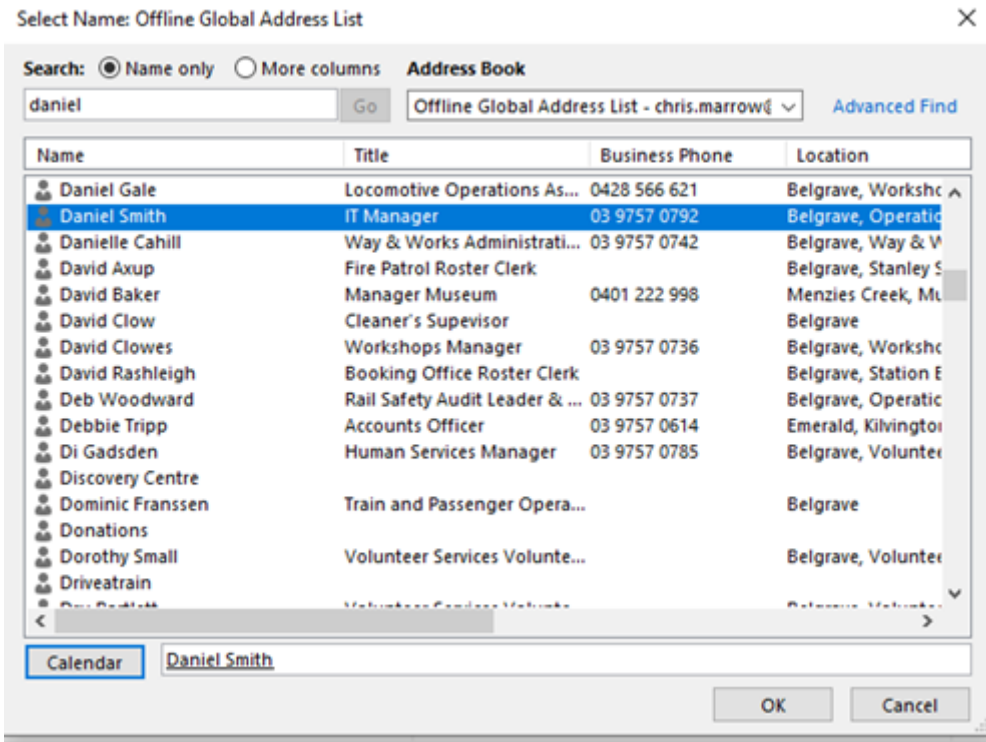 Select Name: Offline Global Address List
Search: Name only More columns Address Book
daniel Go Offline Global Address List - chris.marrow@ Advanced Find
Name Title Business Phone Location
Daniel Gale Locomotive Operations As... 0428 566 621 Belgrave, Worksho
Daniel Smith IT Manager 03 9757 0792 Belgrave, Operatio
Danielle Cahill Way & Works Administrati... 03 9757 0742 Belgrave, Way & W
David Axup Fire Patrol Roster Clerk Belgrave, Stanley S
David Baker Manager Museum 0401 222 998 Menzies Creek, Mu
David Clow Cleaner's Supevisor Belgrave
David Clowes Workshops Manager 03 9757 0736 Belgrave, Worksho
David Rashleigh Booking Office Roster Clerk Belgrave, Station E
Deb Woodward Rail Safety Audit Leader & ... 03 9757 0737 Belgrave, Operatio
Debbie Tripp Accounts Officer 03 9757 0614 Emerald, Kilvington
Di Gadsden Human Services Manager 03 9757 0785 Belgrave, Voluntee
Discovery Centre
Dominic Franssen Train and Passenger Opera... Belgrave
Donations
Dorothy Small Volunteer Services Volunte... Belgrave, Voluntee
Driveatrain
Calendar Daniel Smith
OK Cancel